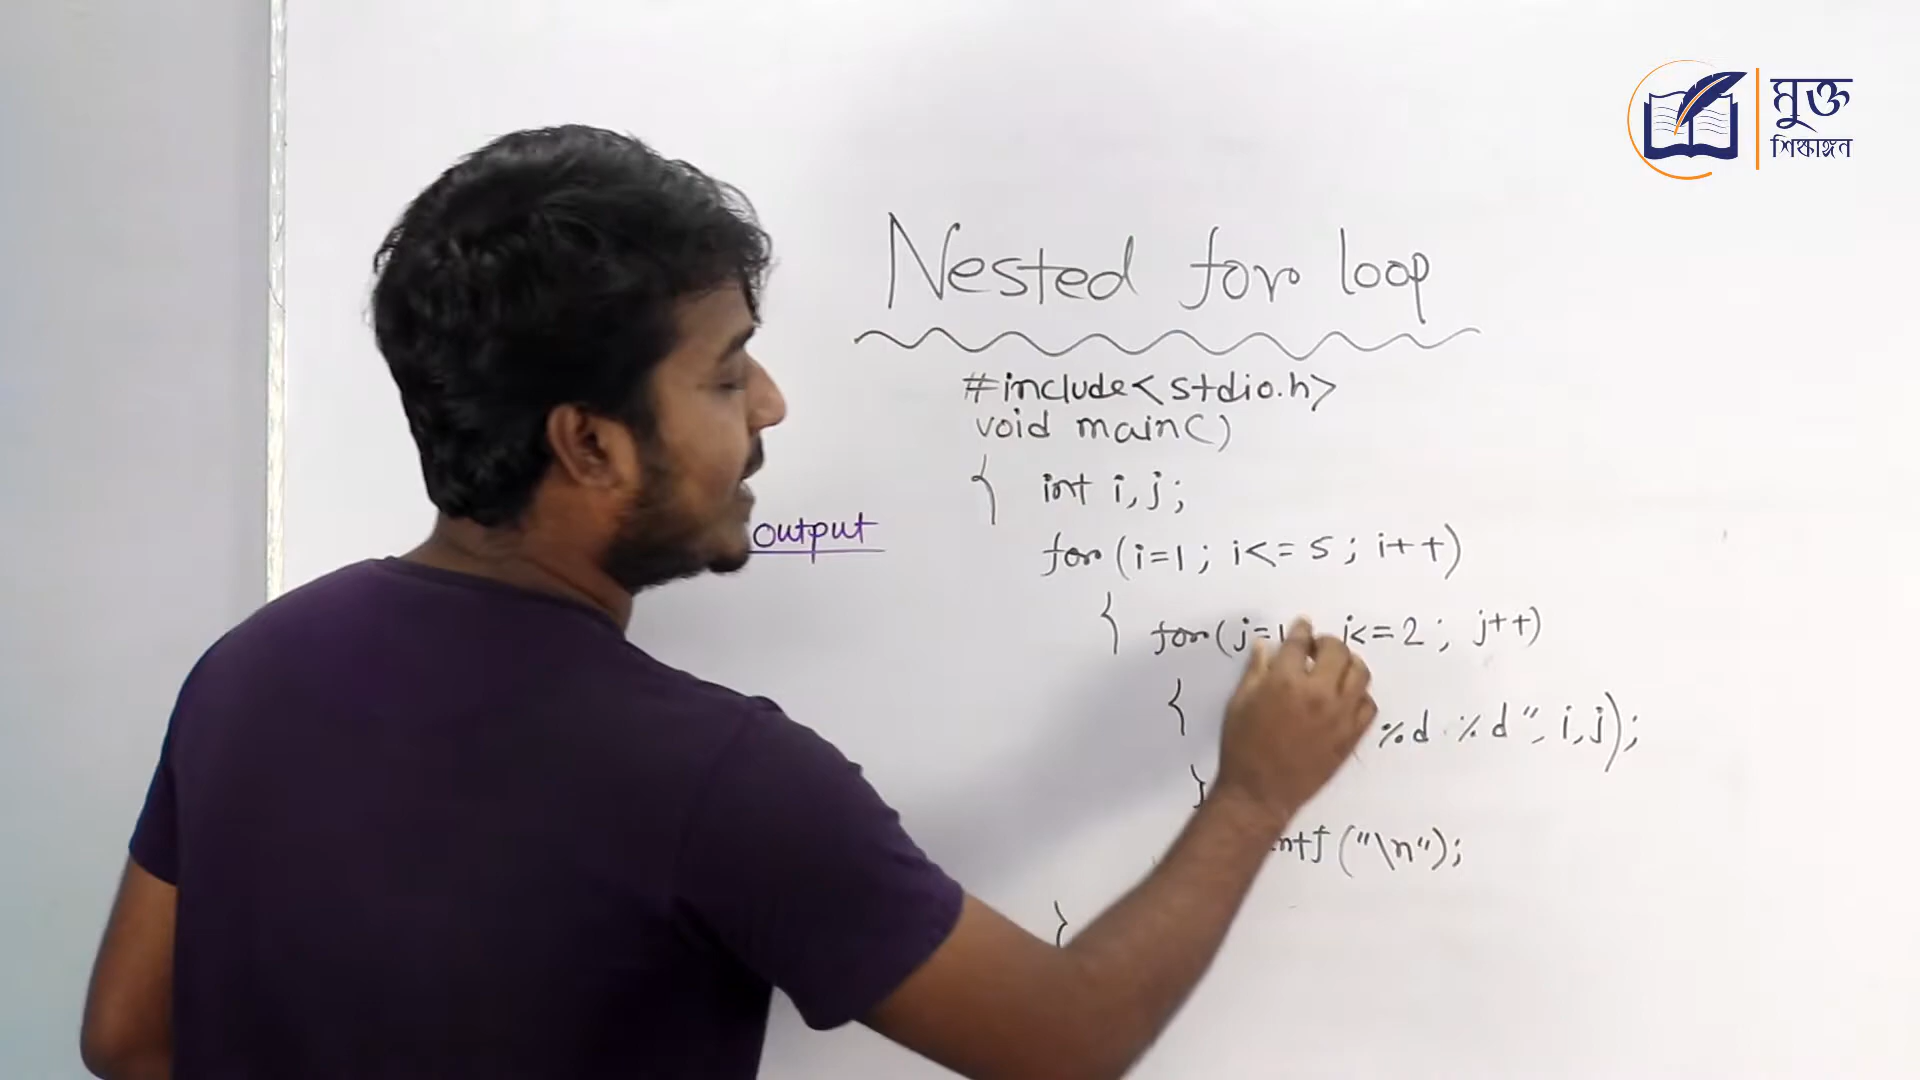 মুক্ত
শিক্ষাঙ্গন
Nested for loop
#include<stdio.h>
void main()
{ int i,j;
output
for (i=1; i<=5; i++)
{ for(j=1 j<=2; j++)
{ %d %d", i,j);
}
ntf("\n");
}